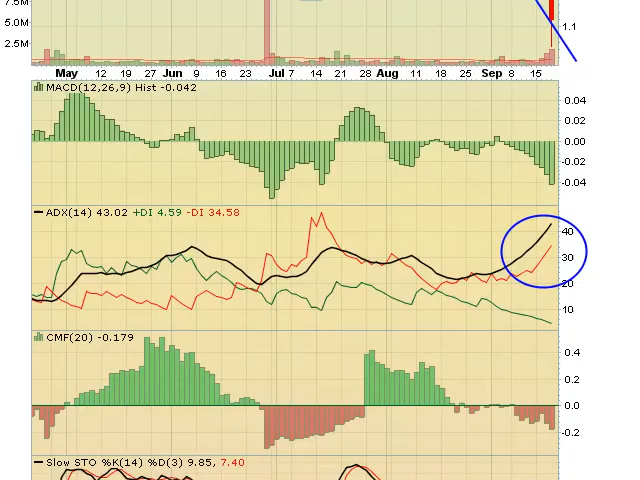 7.5M
5.0M
2.5M
1.1
May 12 19 27 Jun 9 16 23 Jul 7 14 21 28 Aug 11 18 25 Sep 8 15
MACD(12,26,9) Hist -0.042
0.04
0.02
0.00
-0.02
-0.04
ADX(14) 43.02 +DI 4.59 -DI 34.58
40
30
20
10
CMF(20) -0.179
0.4
0.2
0.0
-0.2
Slow STO %K(14) %D(3) 9.85, 7.40